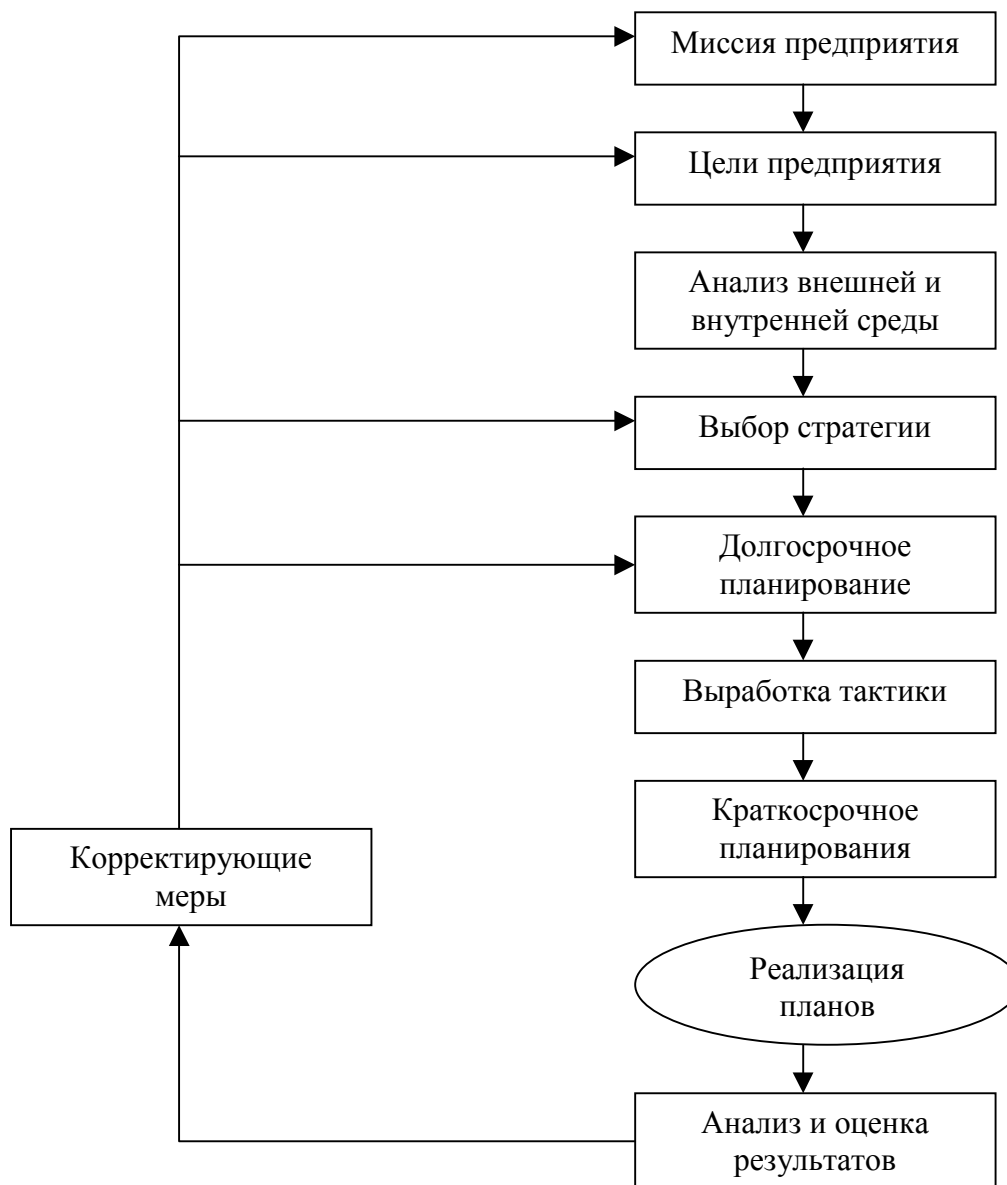 Миссия предприятия
Цели предприятия
Анализ внешней и
внутренней среды
Выбор стратегии
Долгосрочное
планирование
Выработка тактики
Краткосрочное
планирования
Корректирующие
меры
Реализация
планов
Анализ и оценка
результатов